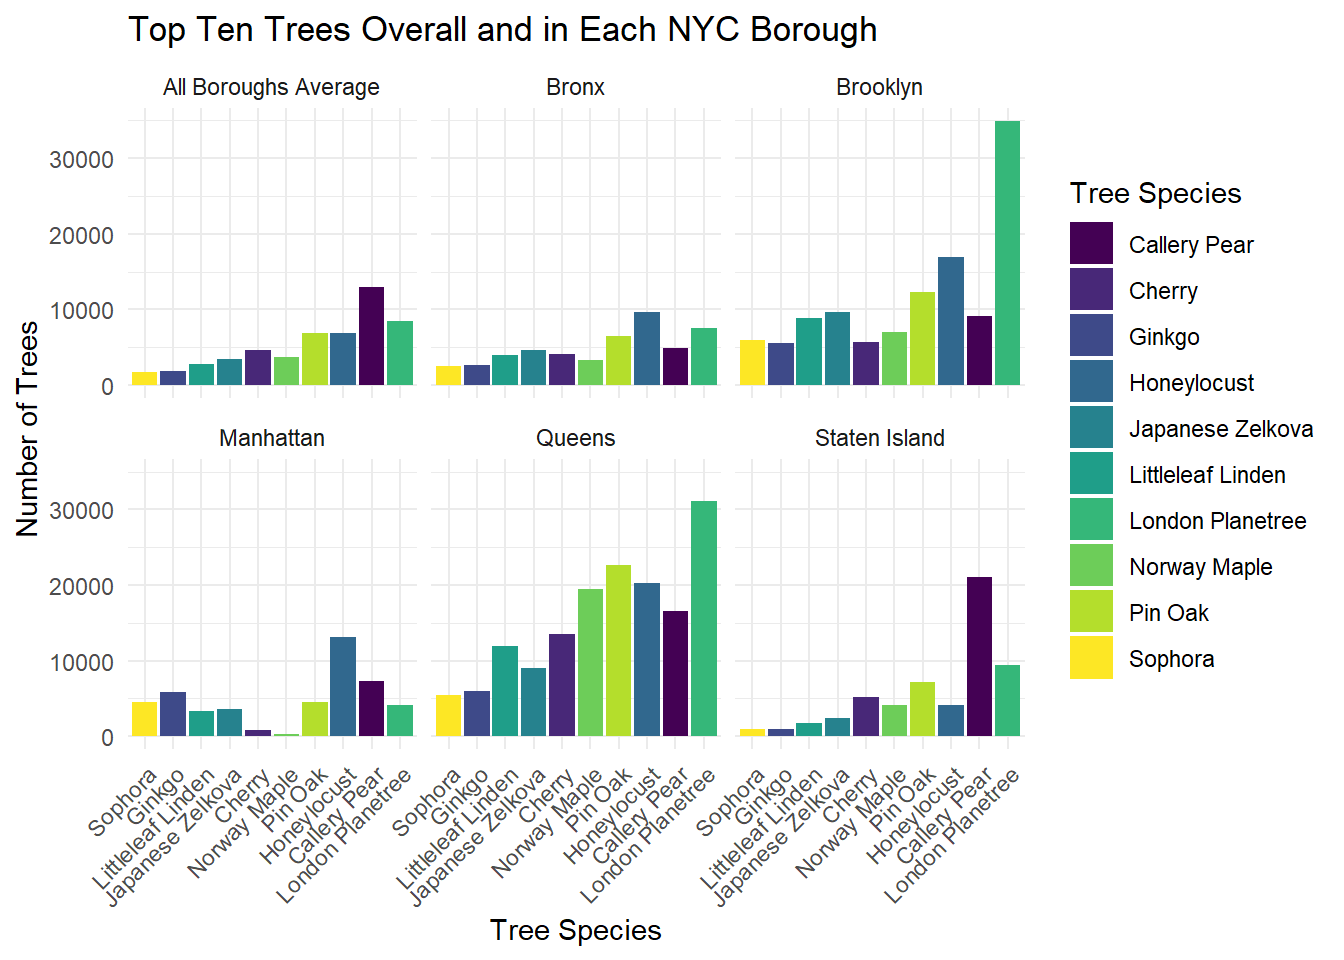 Top Ten Trees Overall and in Each NYC Borough
All Boroughs Average
Bronx
Brooklyn
30000
20000
10000
0
Manhattan
Queens
Staten Island
30000
20000
10000
0
Number of Trees
Sophora
Ginkgo
Littleleaf Linden
Japanese Zelkova
Cherry
Norway Maple
Pin Oak
Honeylocust
Callery Pear
London Planetree
Sophora
Ginkgo
Littleleaf Linden
Japanese Zelkova
Cherry
Norway Maple
Pin Oak
Honeylocust
Callery Pear
London Planetree
Sophora
Ginkgo
Littleleaf Linden
Japanese Zelkova
Cherry
Norway Maple
Pin Oak
Honeylocust
Callery Pear
London Planetree
Tree Species
Tree Species
Callery Pear
Cherry
Ginkgo
Honeylocust
Japanese Zelkova
Littleleaf Linden
London Planetree
Norway Maple
Pin Oak
Sophora